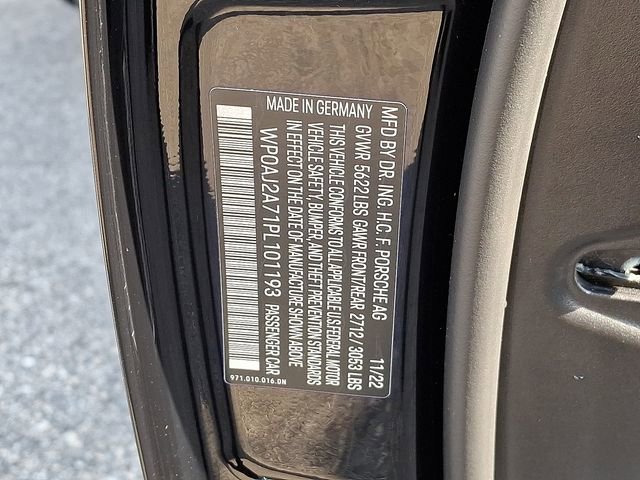 MFD BY DR. ING. H.C. F. PORSCHE AG 11/22
GVWR 5622 LBS GAWR FRONT/REAR 2712 / 3053 LBS
THIS VEHICLE CONFORMS TO ALL APPLICABLE US FEDERAL MOTOR
VEHICLE SAFETY, BUMPER, AND THEFT PREVENTION STANDARDS
IN EFFECT ON THE DATE OF MANUFACTURE SHOWN ABOVE
WP0AJ2A71PL101193 PASSENGER CAR
MADE IN GERMANY
971.010.016.DN